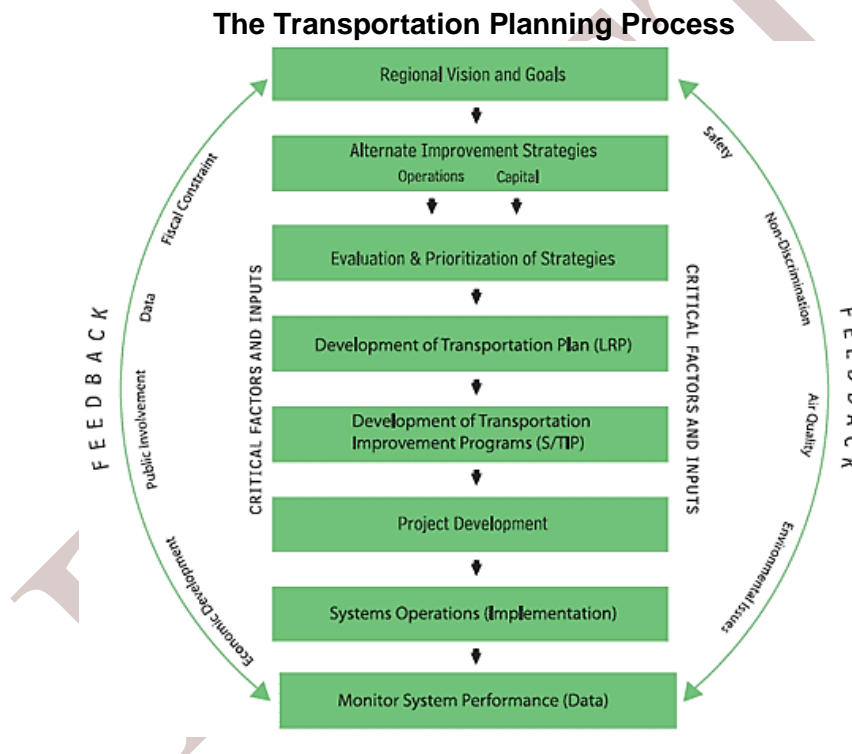 The Transportation Planning Process
Regional Vision and Goals
Alternate Improvement Strategies
Operations Capital
Evaluation & Prioritization of Strategies
Development of Transportation Plan (LRP)
Development of Transportation
Improvement Programs (S/TIP)
Project Development
Systems Operations (Implementation)
Monitor System Performance (Data)
FEEDBACK
Fiscal Constraint
Data
Public Involvement
Economic Development
CRITICAL FACTORS AND INPUTS
CRITICAL FACTORS AND INPUTS
Safety
Non-Discrimination
Air Quality
Environmental Issues
FEEDBACK